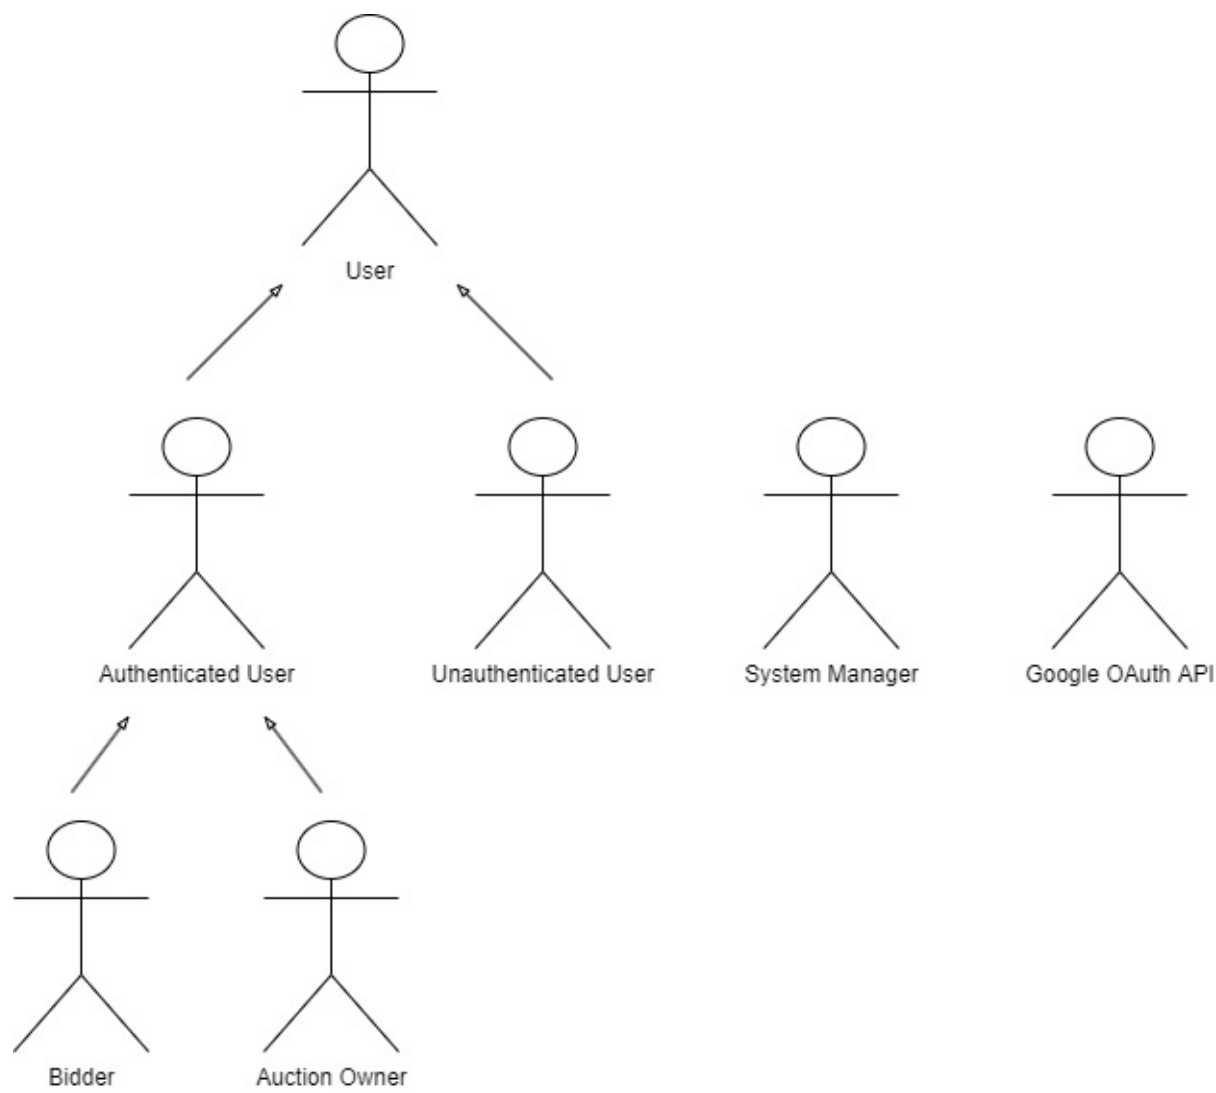 User
Authenticated User
Unauthenticated User
System Manager
Google OAuth API
Bidder
Auction Owner